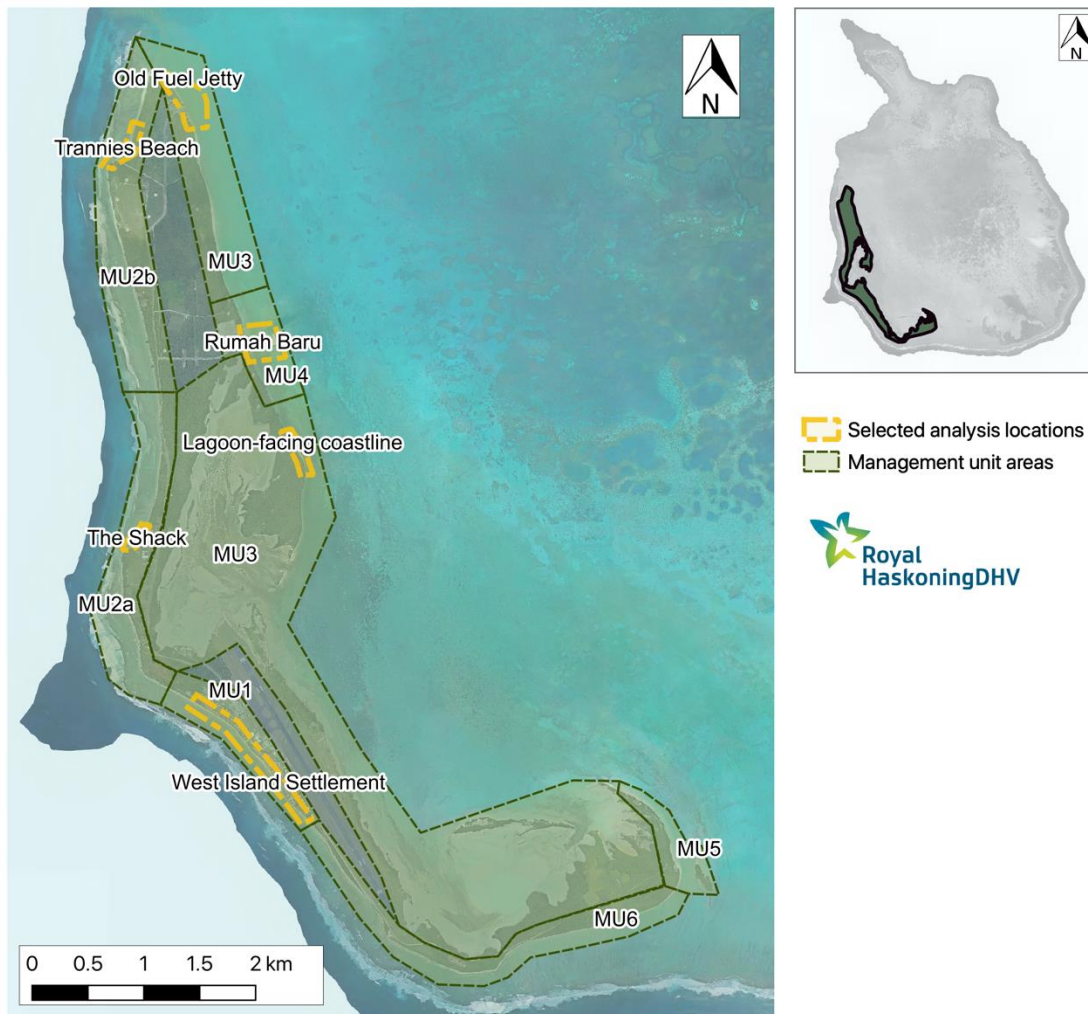 Old Fuel Jetty
Trannies Beach
MU2b
MU3
Rumah Baru
MU4
Lagoon-facing coastline
The Shack
MU3
MU2a
MU1
West Island Settlement
MU5
MU6
N
0 0.5 1 1.5 2 km
N
Selected analysis locations
Management unit areas
Royal
HaskoningDHV